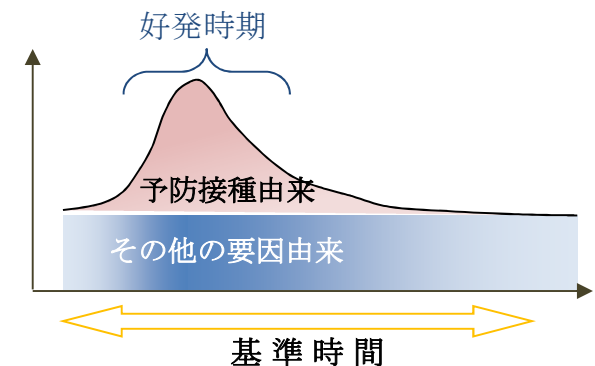 好発時期
予防接種由来
その他の要因由来
基準時間